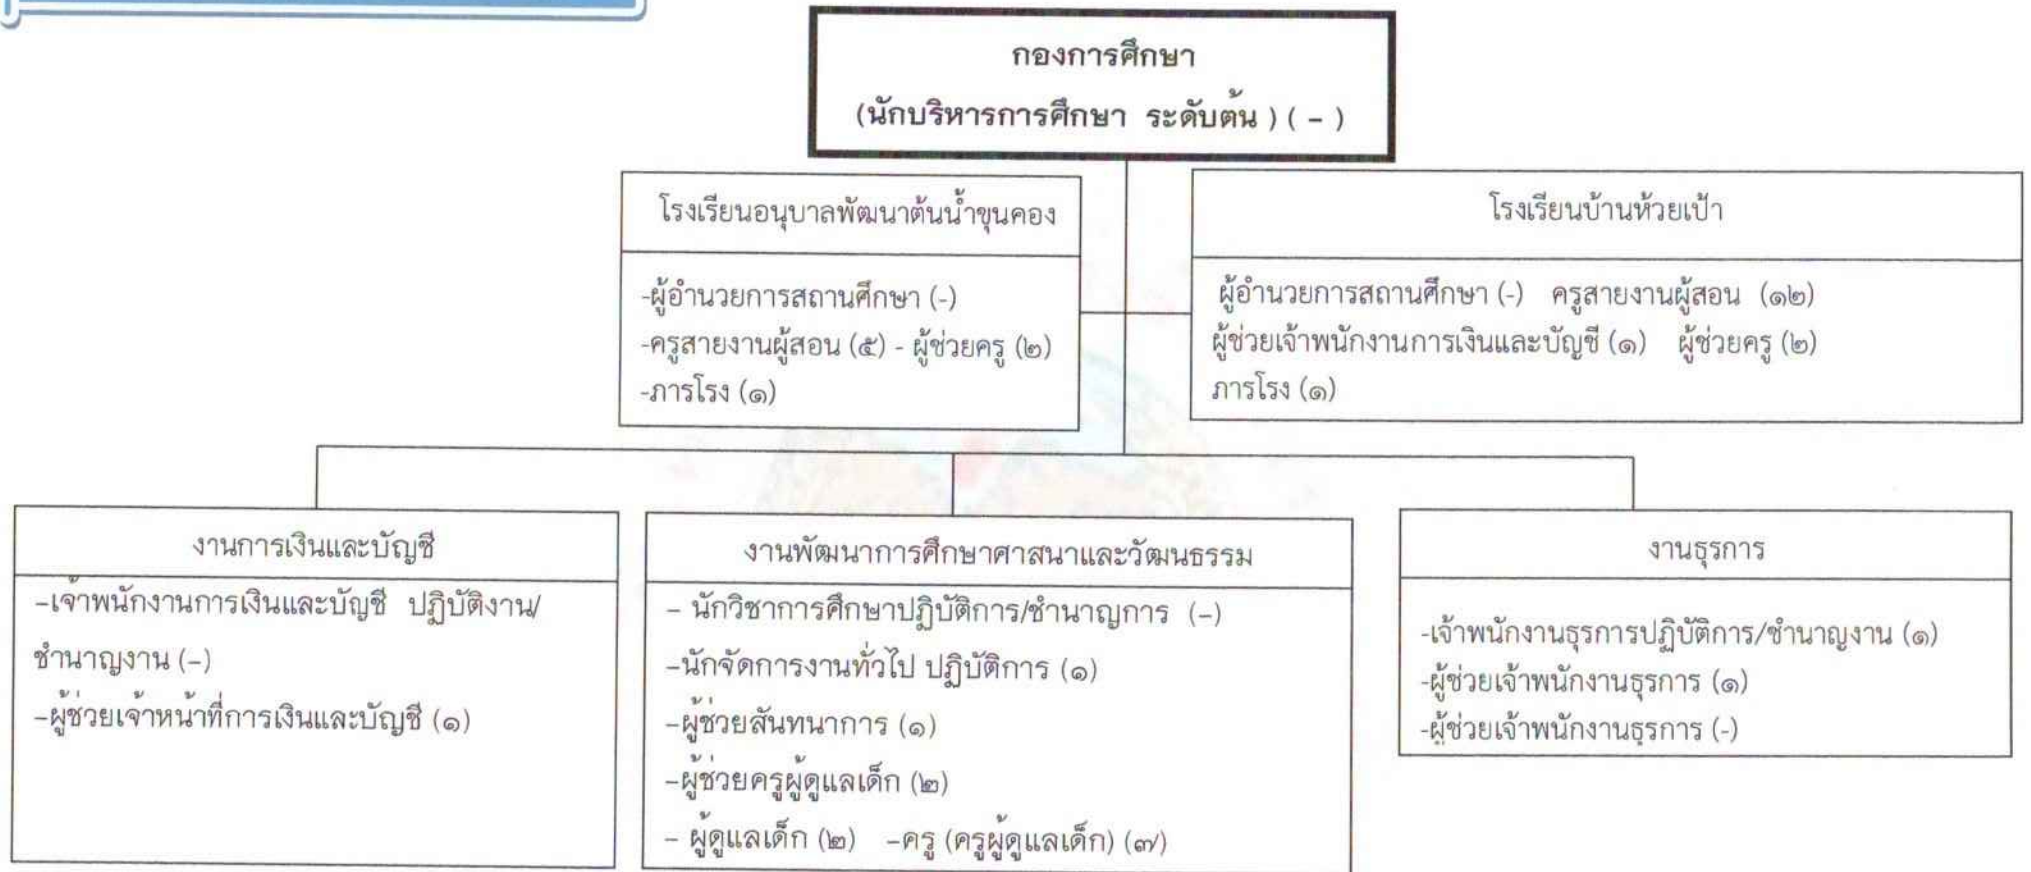 กองการศึกษา
(นักบริหารการศึกษา ระดับต้น ) ( - )
โรงเรียนอนุบาลพัฒนาต้นน้ำขุนคอง
-ผู้อำนวยการสถานศึกษา (-)
-ครูสายงานผู้สอน (๕) - ผู้ช่วยครู (๒)
-ภารโรง (๑)
โรงเรียนบ้านห้วยเป้า
ผู้อำนวยการสถานศึกษา (-) ครูสายงานผู้สอน (๑๒)
ผู้ช่วยเจ้าพนักงานการเงินและบัญชี (๑) ผู้ช่วยครู (๒)
ภารโรง (๑)
งานการเงินและบัญชี
-เจ้าพนักงานการเงินและบัญชี ปฏิบัติงาน/
ชำนาญงาน (-)
-ผู้ช่วยเจ้าหน้าที่การเงินและบัญชี (๑)
งานพัฒนาการศึกษาศาสนาและวัฒนธรรม
- นักวิชาการศึกษาปฏิบัติการ/ชำนาญการ (-)
-นักจัดการงานทั่วไป ปฏิบัติการ (๑)
-ผู้ช่วยสันทนาการ (๑)
-ผู้ช่วยครูผู้ดูแลเด็ก (๒)
- ผู้ดูแลเด็ก (๒) -ครู (ครูผู้ดูแลเด็ก) (๗)
งานธุรการ
-เจ้าพนักงานธุรการปฏิบัติการ/ชำนาญงาน (๑)
-ผู้ช่วยเจ้าพนักงานธุรการ (๑)
-ผู้ช่วยเจ้าพนักงานธุรการ (-)